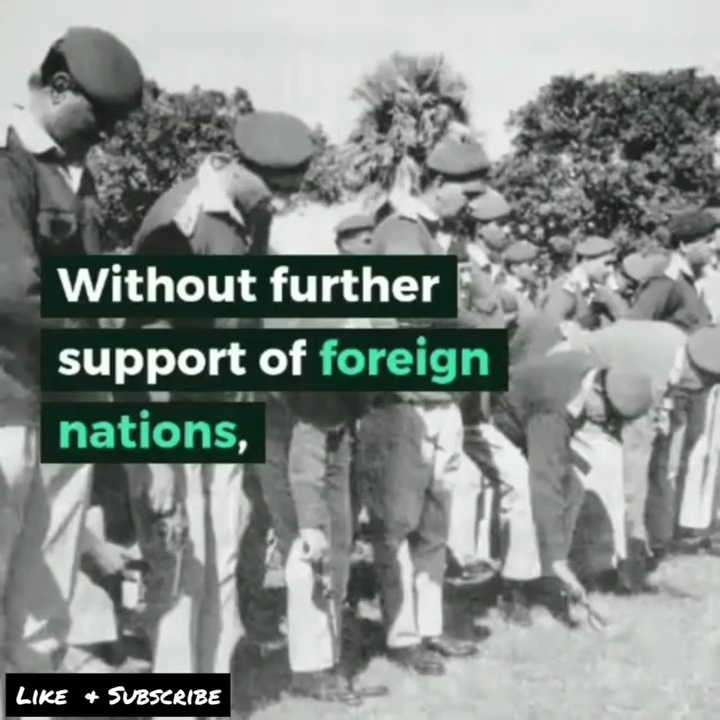 Without further
support of foreign
nations,
LIKE + SUBSCRIBE